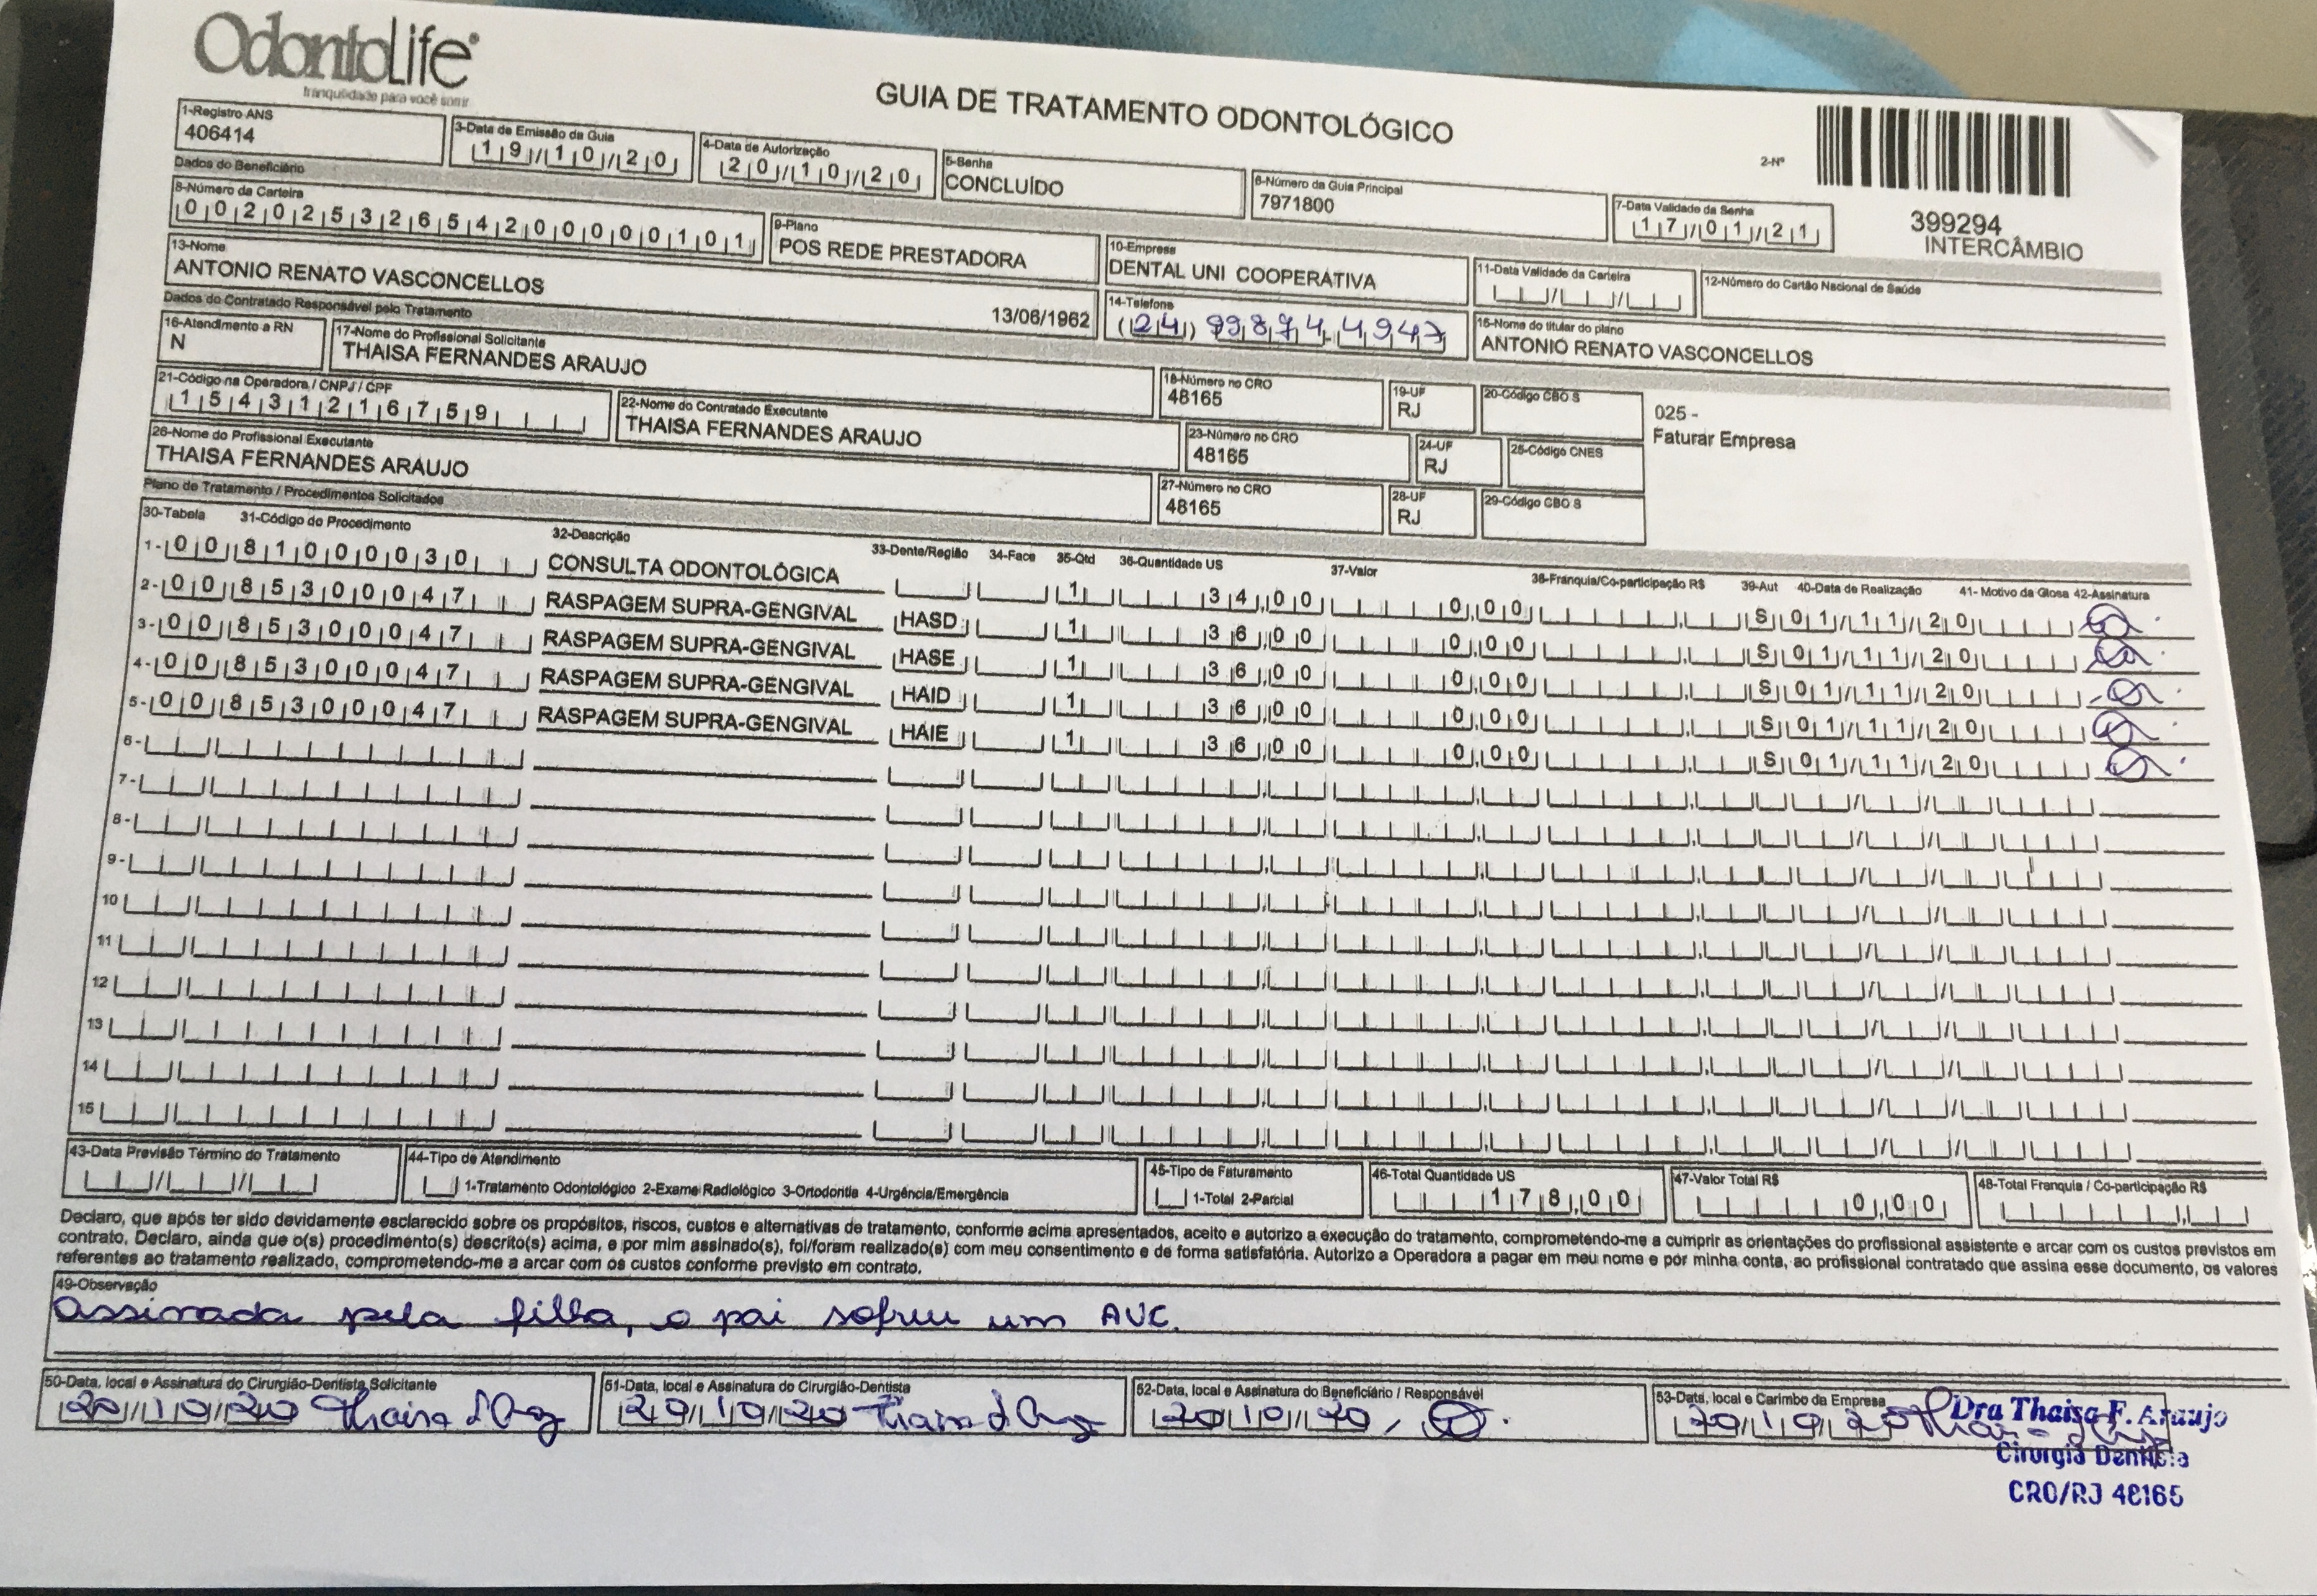 OdontoLife®
tranquilidade para você sorrir
GUIA DE TRATAMENTO ODONTOLÓGICO
2-Nº
399294
INTERCÂMBIO
1-Registro ANS
406414
3-Data de Emissão da Guia
19/10/20
4-Data de Autorização
20/10/20
5-Senha
CONCLUÍDO
6-Número da Guia Principal
7971800
7-Data Validade da Senha
17/01/21
Dados do Beneficiário
8-Número da Carteira
00202532654200000101
9-Plano
POS REDE PRESTADORA
10-Empresa
DENTAL UNI COOPERATIVA
11-Data Validade da Carteira
12-Número do Cartão Nacional de Saúde
13-Nome
ANTONIO RENATO VASCONCELLOS
13/06/1962
14-Telefone
(24) 99874-4947
15-Nome do titular do plano
ANTONIO RENATO VASCONCELLOS
Dados do Contratado Responsável pelo Tratamento
16-Atendimento a RN
N
17-Nome do Profissional Solicitante
THAISA FERNANDES ARAUJO
18-Número no CRO
48165
19-UF
RJ
20-Código CBO S
025 -
Faturar Empresa
21-Código na Operadora / CNPJ / CPF
15431216759
22-Nome do Contratado Executante
THAISA FERNANDES ARAUJO
23-Número no CRO
48165
24-UF
RJ
25-Código CNES
26-Nome do Profissional Executante
THAISA FERNANDES ARAUJO
27-Número no CRO
48165
28-UF
RJ
29-Código CBO S
Plano de Tratamento / Procedimentos Solicitados
30-Tabela 31-Código do Procedimento 32-Descrição 33-Dente/Região 34-Face 35-Qtd 36-Quantidade US 37-Valor 38-Franquia/Co-participação R$ 39-Aut 40-Data de Realização 41- Motivo da Glosa 42-Assinatura
1- 00 81000030 CONSULTA ODONTOLÓGICA 1 34,00 0,00 S 01/11/20
2- 00 85300047 RASPAGEM SUPRA-GENGIVAL HASD 1 36,00 0,00 S 01/11/20
3- 00 85300047 RASPAGEM SUPRA-GENGIVAL HASE 1 36,00 0,00 S 01/11/20
4- 00 85300047 RASPAGEM SUPRA-GENGIVAL HAID 1 36,00 0,00 S 01/11/20
5- 00 85300047 RASPAGEM SUPRA-GENGIVAL HAIE 1 36,00 0,00 S 01/11/20
6-
7-
8-
9-
10
11
12
13
14
15
43-Data Previsão Término do Tratamento
44-Tipo de Atendimento
1-Tratamento Odontológico 2-Exame Radiológico 3-Ortodontia 4-Urgência/Emergência
45-Tipo de Faturamento
1-Total 2-Parcial
46-Total Quantidade US
178,00
47-Valor Total R$
0,00
48-Total Franquia / Co-participação R$
Declaro, que após ter sido devidamente esclarecido sobre os propósitos, riscos, custos e alternativas de tratamento, conforme acima apresentados, aceito e autorizo a execução do tratamento, comprometendo-me a cumprir as orientações do profissional assistente e arcar com os custos previstos em
contrato, Declaro, ainda que o(s) procedimento(s) descrito(s) acima, e por mim assinado(s), foi/foram realizado(s) com meu consentimento e de forma satisfatória. Autorizo a Operadora a pagar em meu nome e por minha conta, ao profissional contratado que assina esse documento, os valores
referentes ao tratamento realizado, comprometendo-me a arcar com os custos conforme previsto em contrato.
49-Observação
Assinada pela filha, o pai sofreu um AVC.
50-Data, local e Assinatura do Cirurgião-Dentista Solicitante
20/10/20
51-Data, local e Assinatura do Cirurgião-Dentista
20/10/20
52-Data, local e Assinatura do Beneficiário / Responsável
20/10/20
53-Data, local e Carimbo da Empresa
20/10/20
Dra Thaisa F. Araujo
Cirurgiã Dentista
CRO/RJ 48165